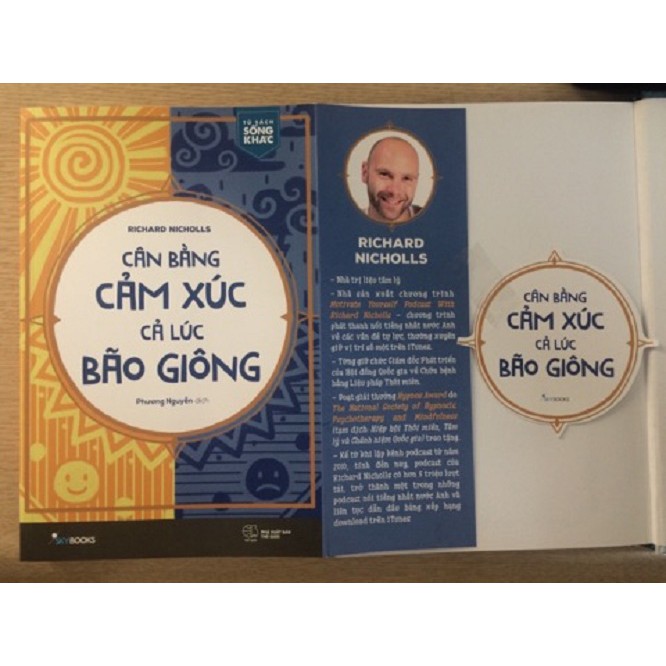 TỦ SÁCH
SỐNG
KHÁC
RICHARD NICHOLLS
CÂN BẰNG
CẢM XÚC
CẢ LÚC
BÃO GIÔNG
Phương Nguyễn dịch
SKYBOOKS
NHÀ XUẤT BẢN
THẾ GIỚI
RICHARD
NICHOLLS
- Nhà trị liệu tâm lý
- Nhà sản xuất chương trình
Motivate Yourself Podcast With
Richard Nicholls - chương trình
phát thanh nổi tiếng nhất nước Anh
về các vấn đề tự lực, thường xuyên
giữ vị trí số một trên iTunes.
- Từng giữ chức Giám đốc Phát triển
của Hội đồng Quốc gia về Chữa bệnh
bằng Liệu pháp Thôi miên.
- Đoạt giải thưởng Hypnos Award do
The National Society of Hypnosis,
Psychotherapy and Mindfulness
(tạm dịch: Hiệp hội Thôi miên, Tâm
lý và Chánh niệm Quốc gia) trao tặng.
- Kể từ khi lập kênh podcast từ năm
2010, tính đến nay, podcast của
Richard Nicholls có hơn 5 triệu lượt
tải, trở thành một trong những
podcast nổi tiếng nhất nước Anh và
liên tục dẫn đầu bảng xếp hạng
download trên iTunes.
CÂN BẰNG
CẢM XÚC
CẢ LÚC
BÃO GIÔNG
SKYBOOKS